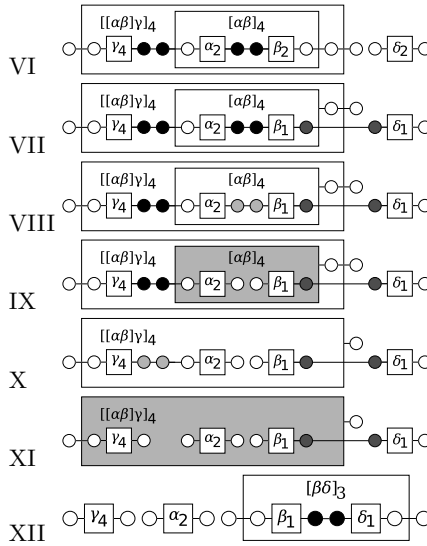 [[αβ]γ]₄ [αβ]₄
VI γ₄ α₂ β₂ δ₂
[[αβ]γ]₄ [αβ]₄
VII γ₄ α₂ β₁ δ₁
[[αβ]γ]₄ [αβ]₄
VIII γ₄ α₂ β₁ δ₁
[[αβ]γ]₄ [αβ]₄
IX γ₄ α₂ β₁ δ₁
[[αβ]γ]₄
X γ₄ α₂ β₁ δ₁
[[αβ]γ]₄
XI γ₄ α₂ β₁ δ₁
[βδ]₃
XII γ₄ α₂ β₁ δ₁